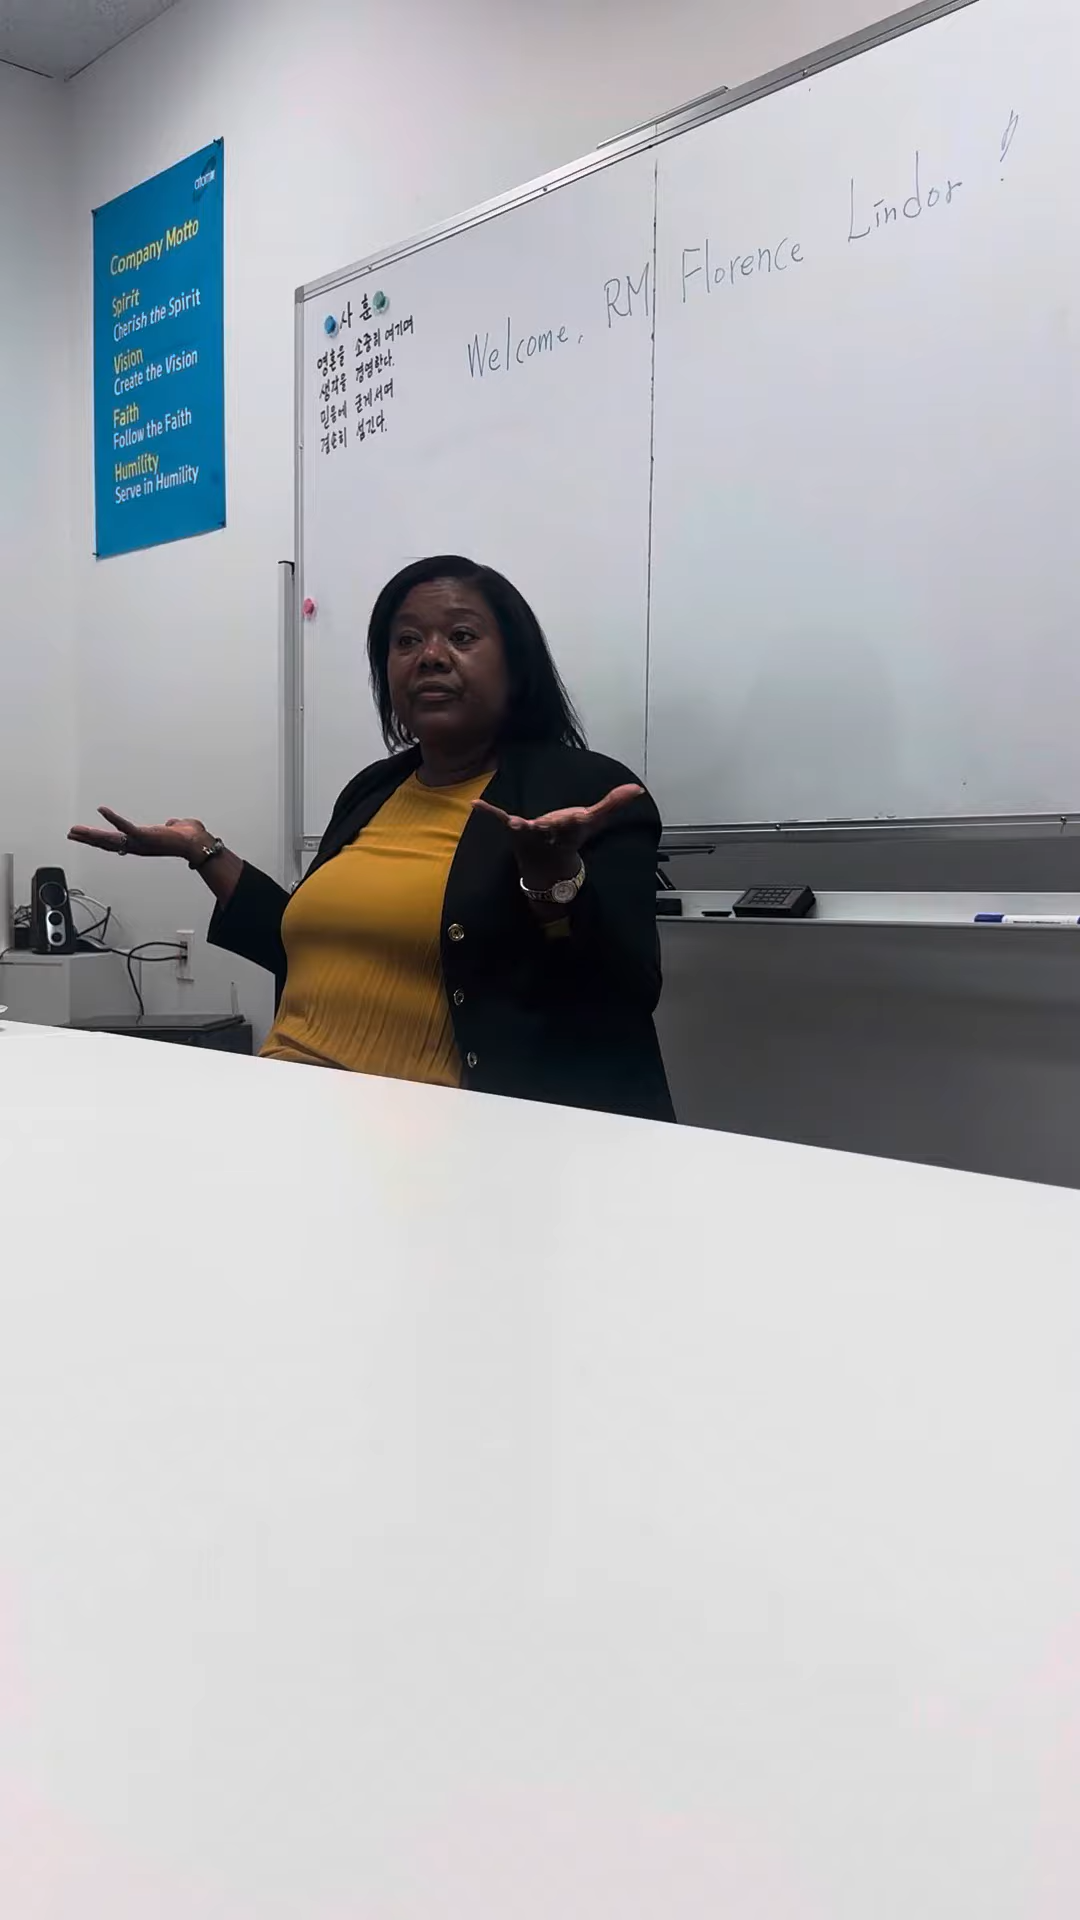 atomy
Company Motto
Spirit
Cherish the Spirit
Vision
Create the Vision
Faith
Follow the Faith
Humility
Serve in Humility
사훈
영혼을 소중히 여기며
생각을 경영한다.
믿음에 굳게서며
겸손히 섬긴다.
Welcome, RM Florence Lindor!